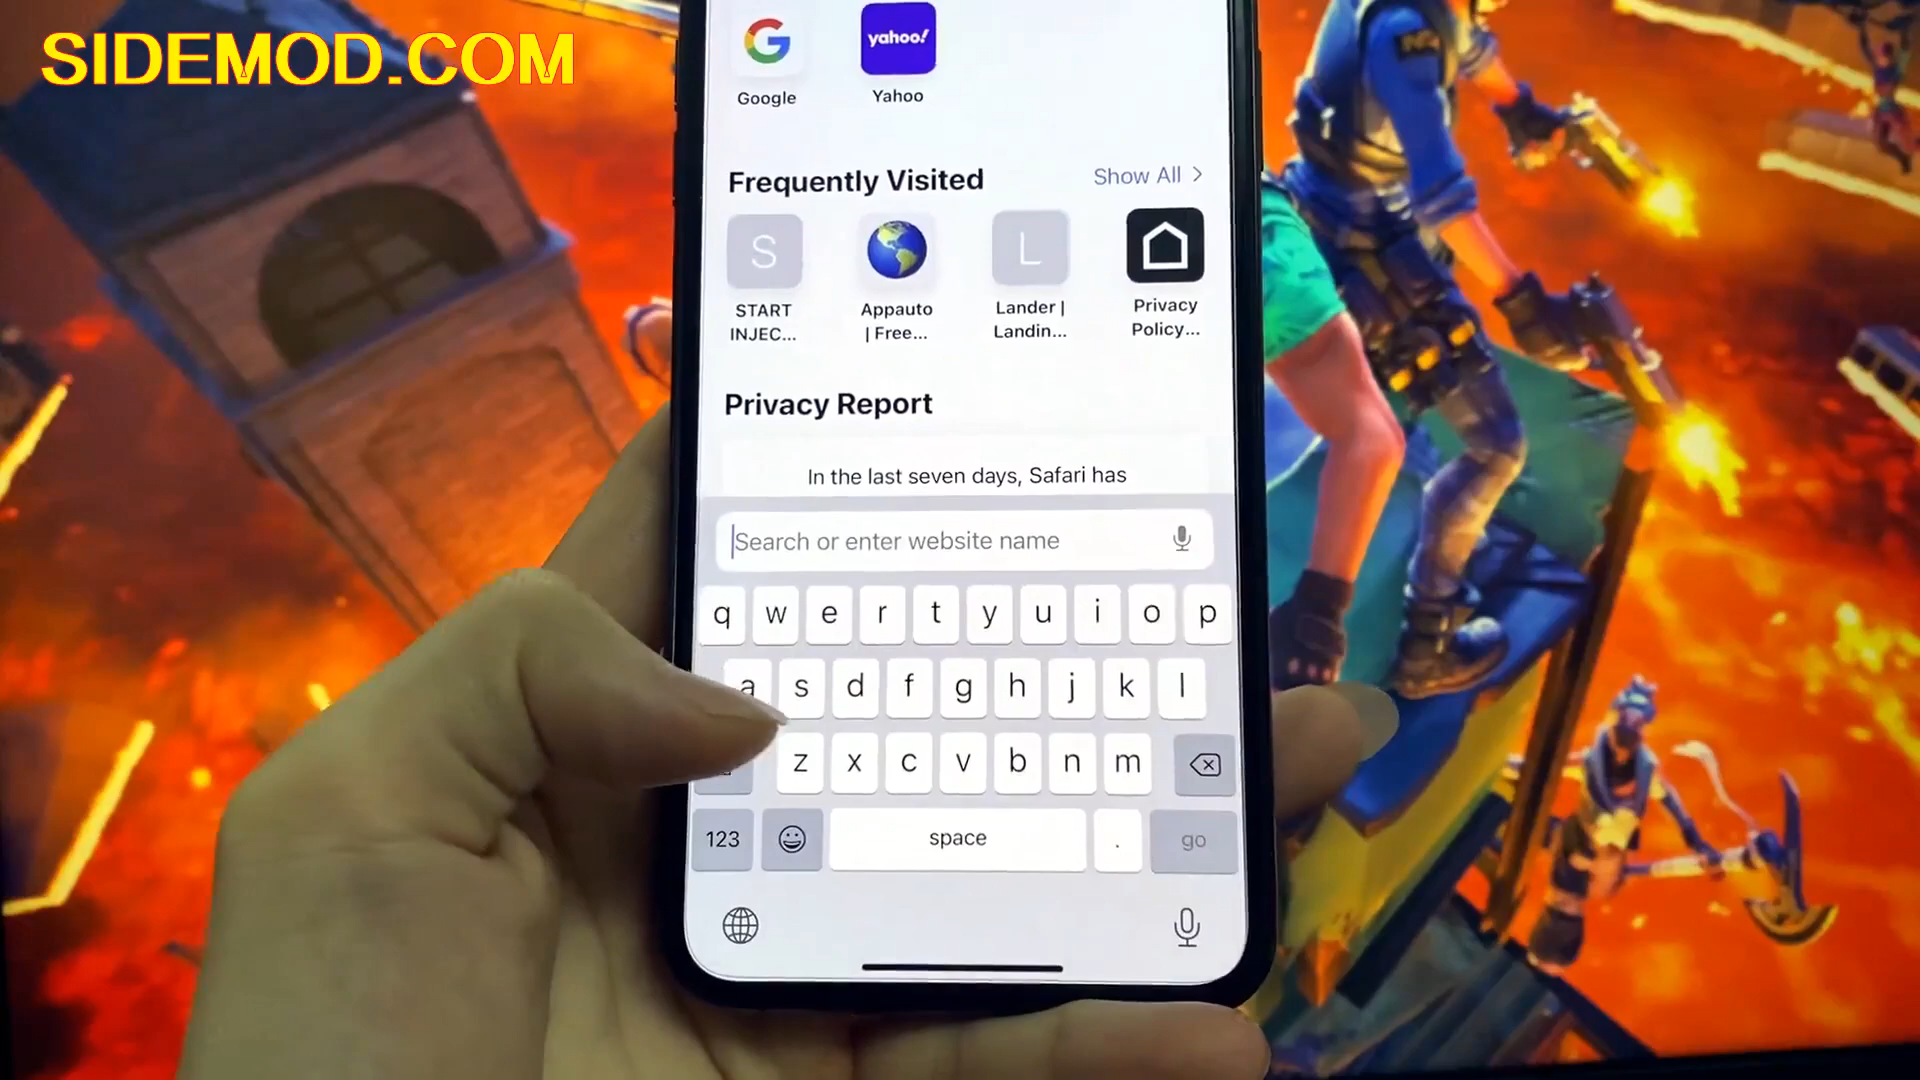 SIDEMOD.COM
yahoo!
Google
Yahoo
Frequently Visited
Show All >
S
L
START
INJEC...
Appauto
| Free...
Lander |
Landin...
Privacy
Policy...
Privacy Report
In the last seven days, Safari has
Search or enter website name
q w e r t y u i o p
a s d f g h j k l
z x c v b n m
123
space
.
go